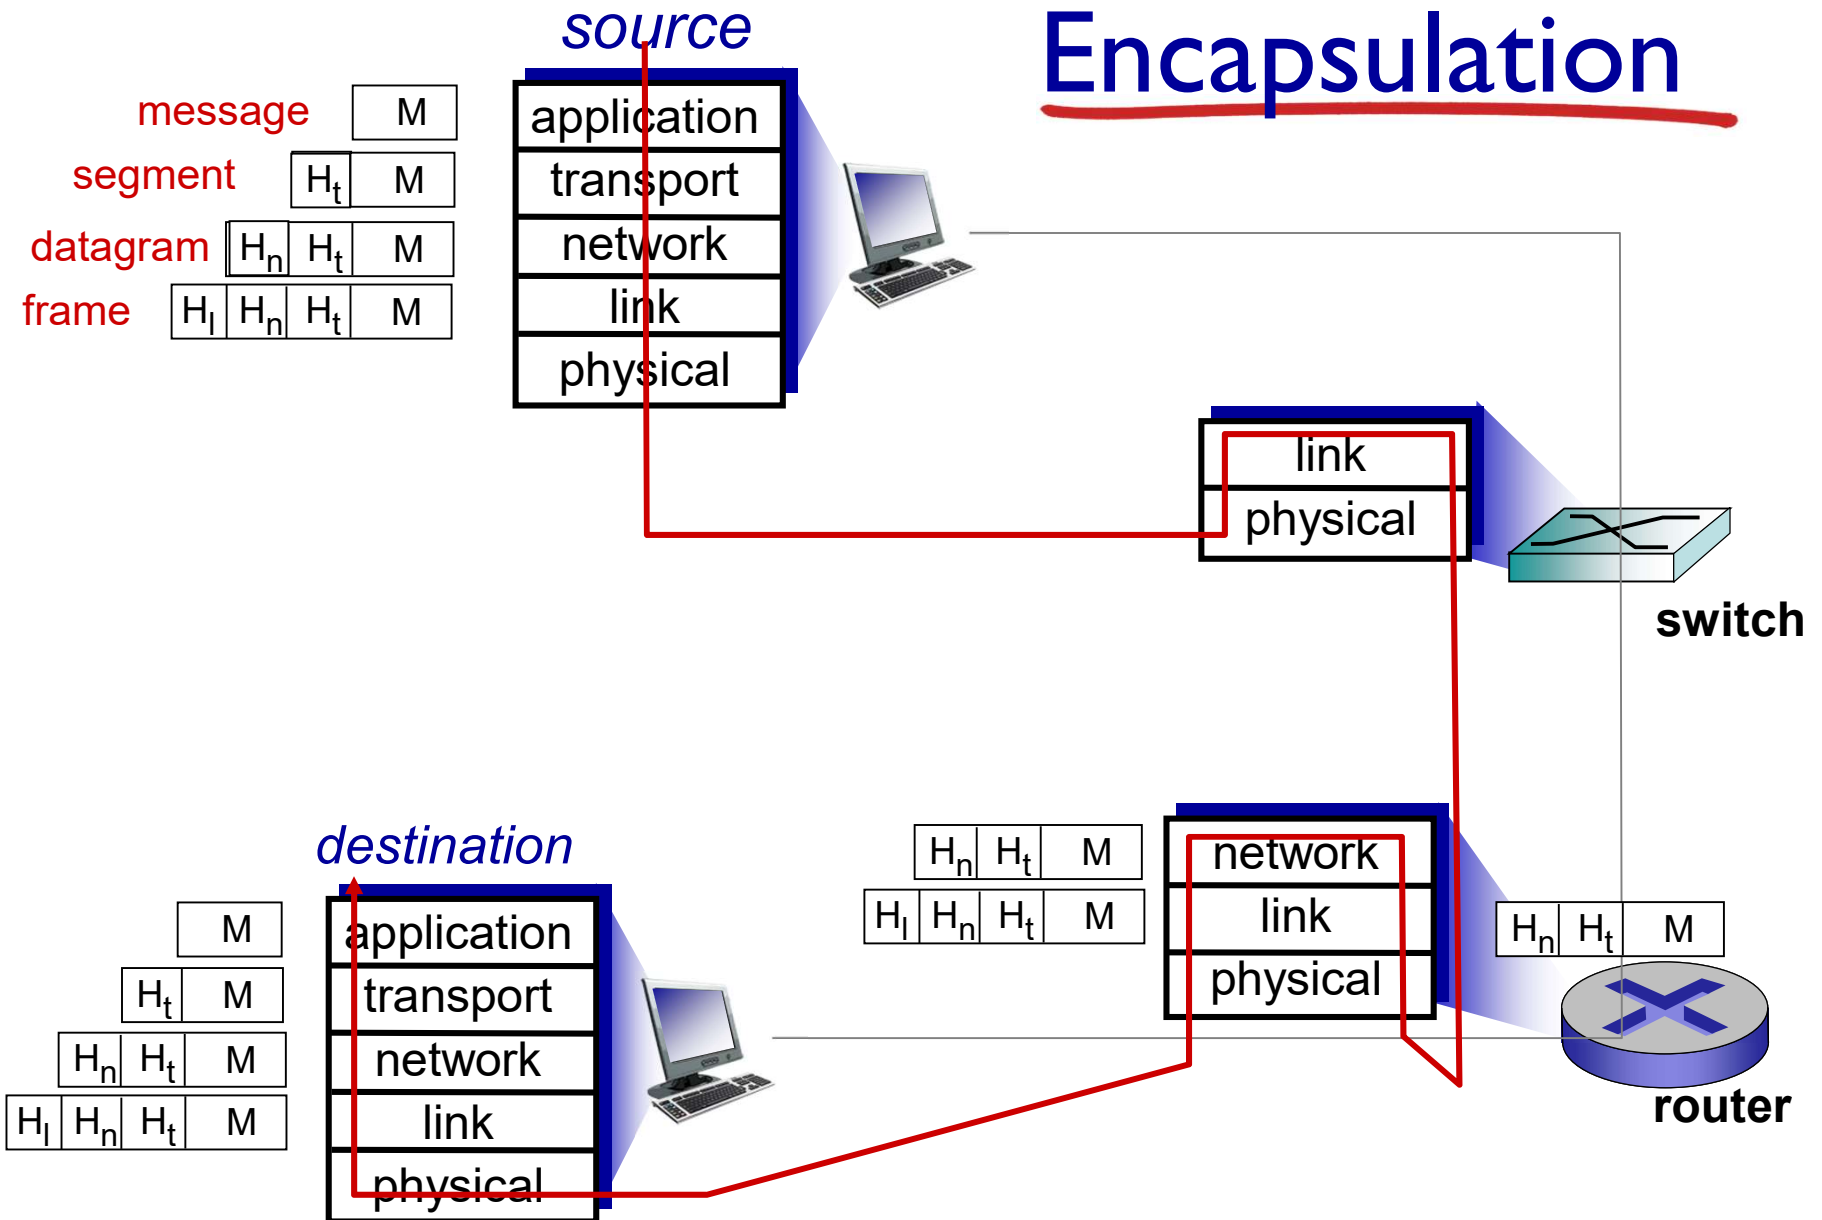 source
Encapsulation
message M application
segment Ht M transport
datagram Hn Ht M network
frame Hl Hn Ht M link
physical
link
physical
switch
destination
Hn Ht M network
Hl Hn Ht M link
Hn Ht M
physical
router
M application
Ht M transport
Hn Ht M network
Hl Hn Ht M link
physical